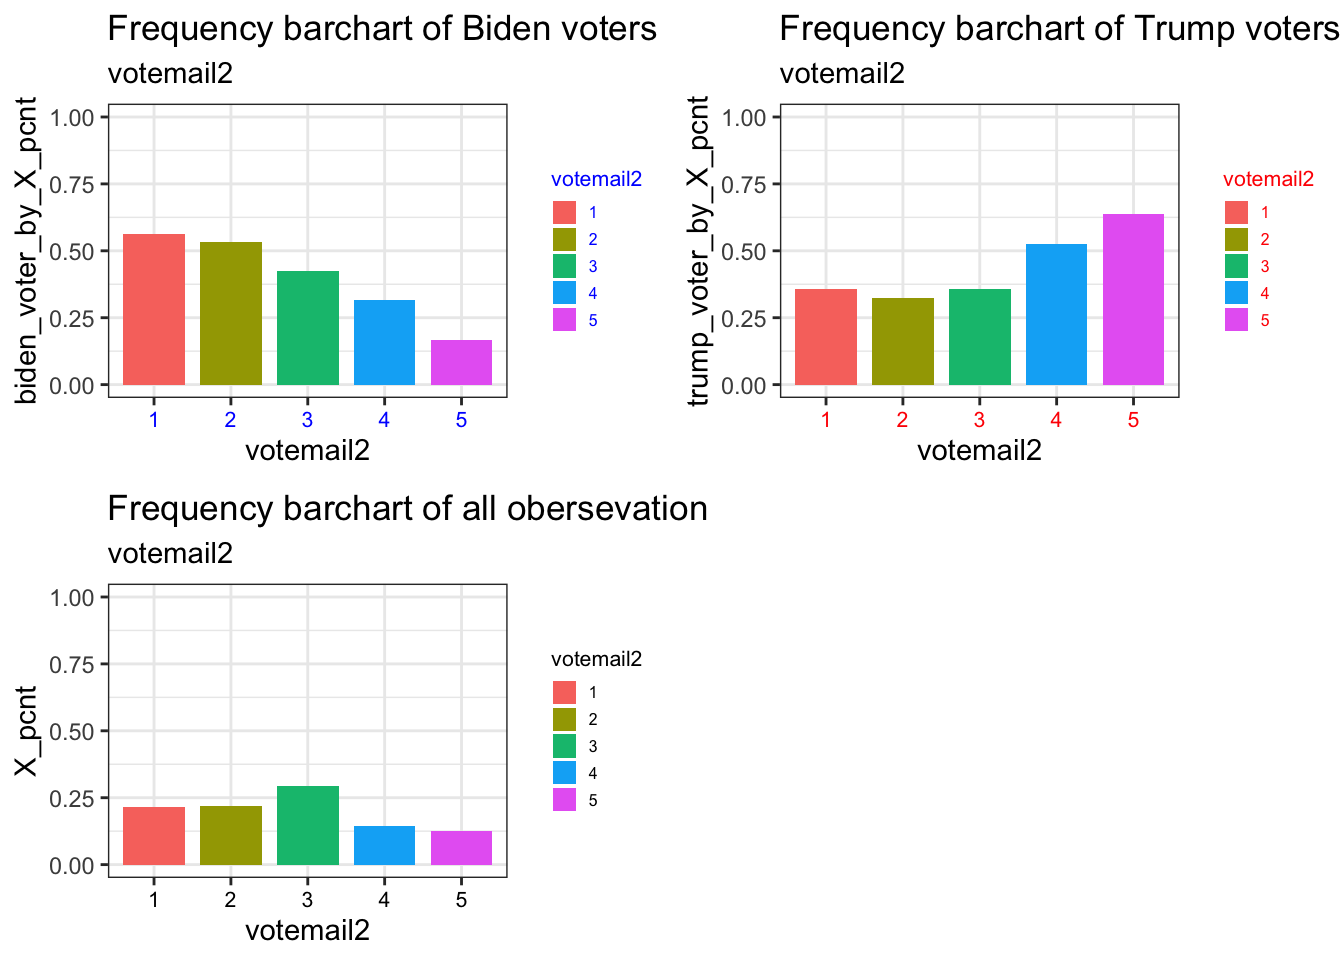 Frequency barchart of Biden voters
votemail2
biden_voter_by_X_pcnt
1.00
0.75
0.50
0.25
0.00
1 2 3 4 5
votemail2
votemail2
1
2
3
4
5
Frequency barchart of Trump voters
votemail2
trump_voter_by_X_pcnt
1.00
0.75
0.50
0.25
0.00
1 2 3 4 5
votemail2
votemail2
1
2
3
4
5
Frequency barchart of all obersevation
votemail2
X_pcnt
1.00
0.75
0.50
0.25
0.00
1 2 3 4 5
votemail2
votemail2
1
2
3
4
5